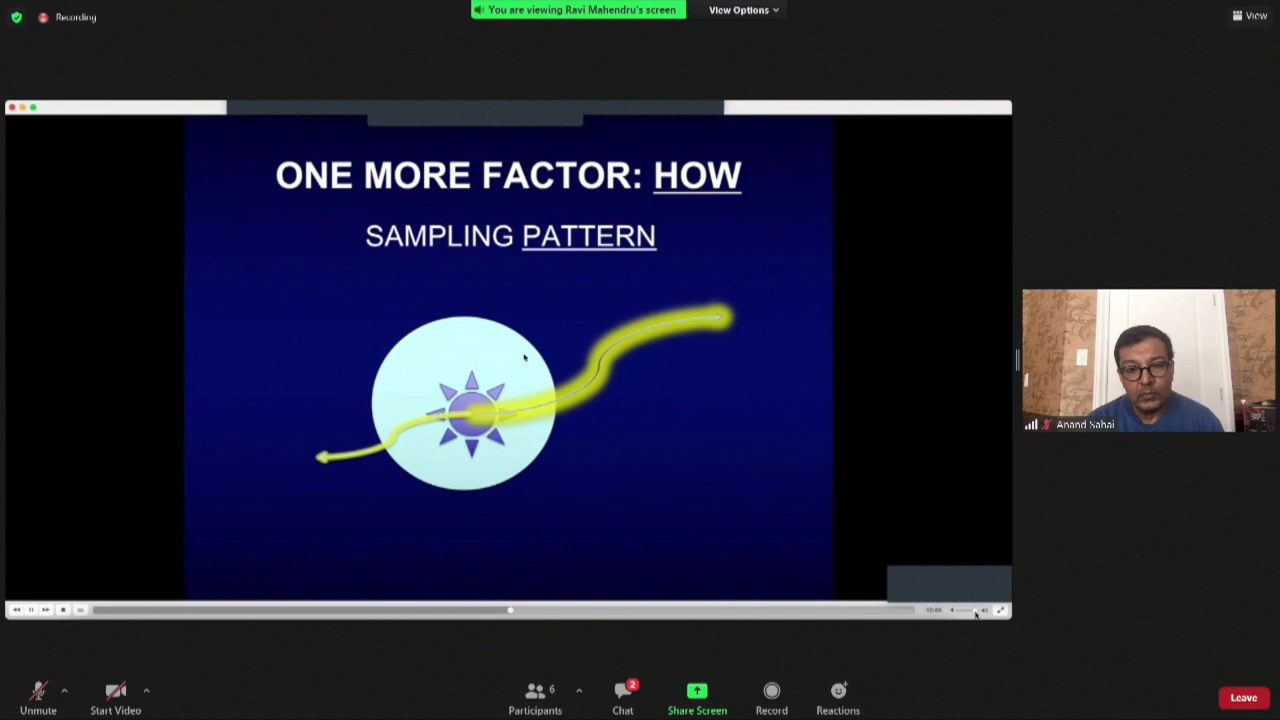 Recording
You are viewing Ravi Mahendru's screen
View Options
View
ONE MORE FACTOR: HOW
SAMPLING PATTERN
Anand Sahai
Unmute
Start Video
6
Participants
2
Chat
Share Screen
Record
Reactions
Leave